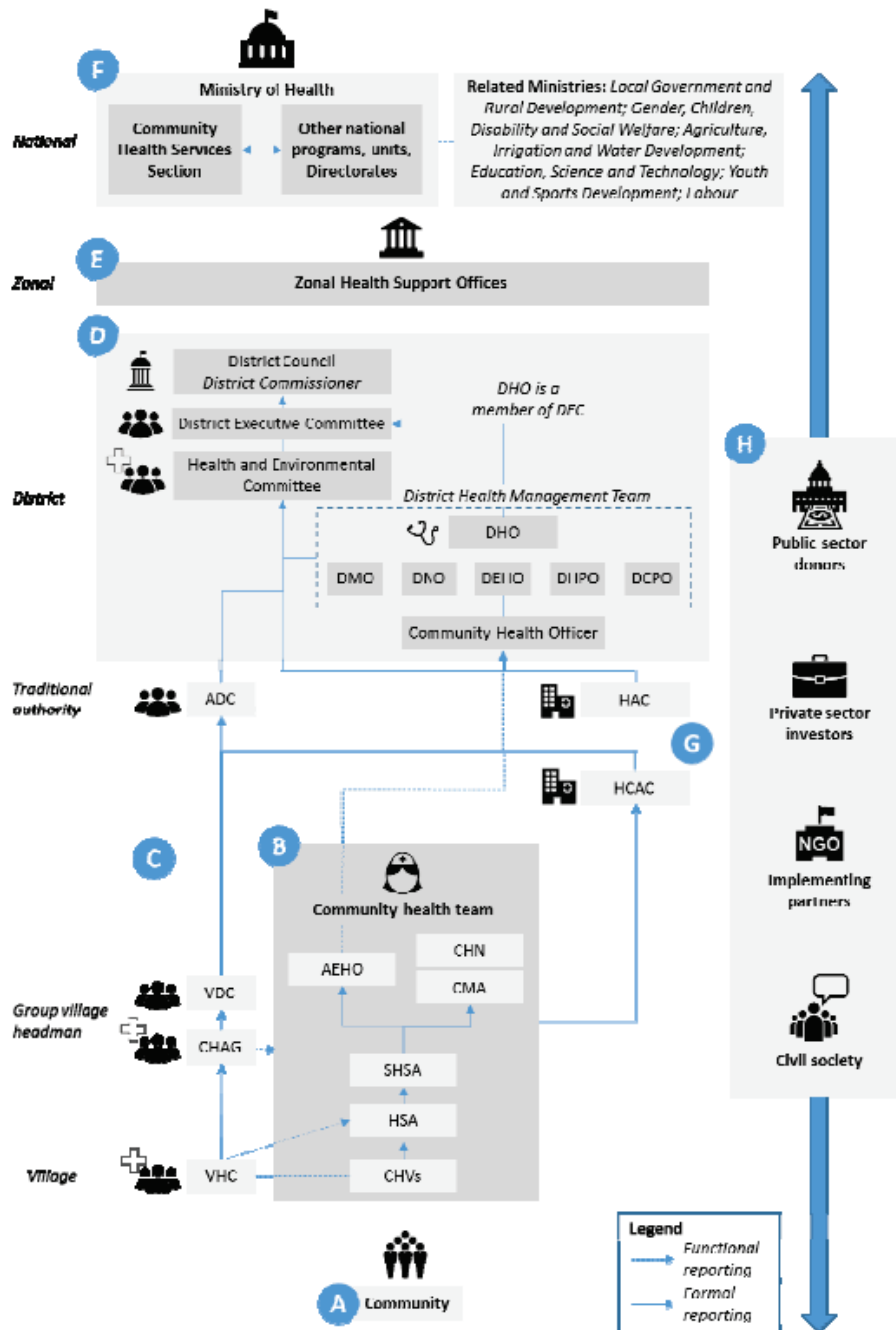 F
Ministry of Health
Community
Health Services
Section
Other national
programs, units,
Directorates
Related Ministries: Local Government and
Rural Development; Gender, Children,
Disability and Social Welfare; Agriculture,
Irrigation and Water Development;
Education, Science and Technology; Youth
and Sports Development; Labour
National
E
Zonal
Zonal Health Support Offices
D
District Council
District Commissioner
DHO is a
member of DEC
District Executive Committee
Health and Environmental
Committee
District
District Health Management Team
DHO
DMO
DNO
DEHO
DHPO
DCPO
Community Health Officer
H
Public sector
donors
Private sector
investors
NGO
Implementing
partners
Civil society
Traditional
authority
ADC
HAC
G
HCAC
C
B
Community health team
AEHO
CHN
CMA
Group village
headman
VDC
CHAG
SHSA
HSA
Village
VHC
CHVs
A
Community
Legend
Functional
reporting
Formal
reporting